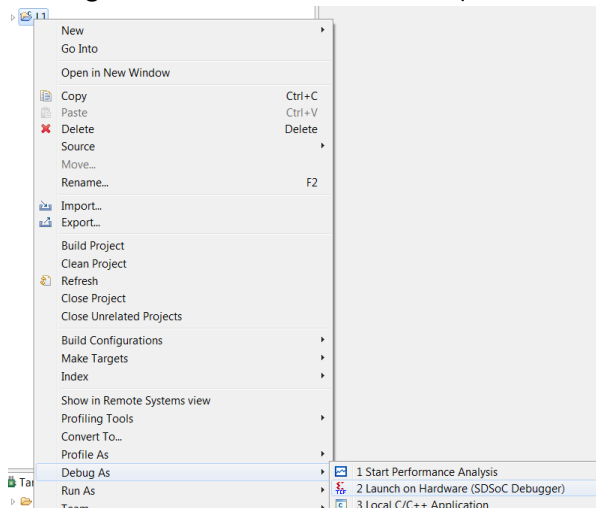 L1
New
Go Into
Open in New Window
Copy Ctrl+C
Paste Ctrl+V
Delete Delete
Source
Move...
Rename... F2
Import...
Export...
Build Project
Clean Project
Refresh
Close Project
Close Unrelated Projects
Build Configurations
Make Targets
Index
Show in Remote Systems view
Profiling Tools
Convert To...
Profile As
Debug As 1 Start Performance Analysis
Tar Run As 2 Launch on Hardware (SDSoC Debugger)
Team 3 Local C/C++ Application